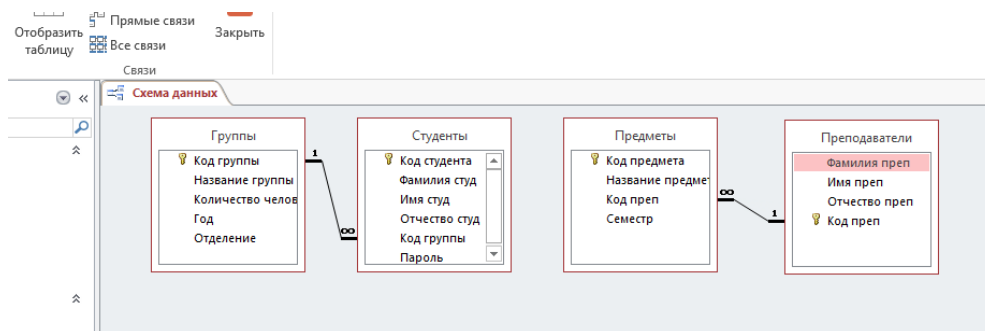 Отобразить
таблицу
Прямые связи
Все связи
Закрыть
Связи
Схема данных
Группы
Код группы
Название группы
Количество челов
Год
Отделение
1
∞
Студенты
Код студента
Фамилия студ
Имя студ
Отчество студ
Код группы
Пароль
Предметы
Код предмета
Название предмет
Код преп
Семестр
∞
1
Преподаватели
Фамилия преп
Имя преп
Отчество преп
Код преп